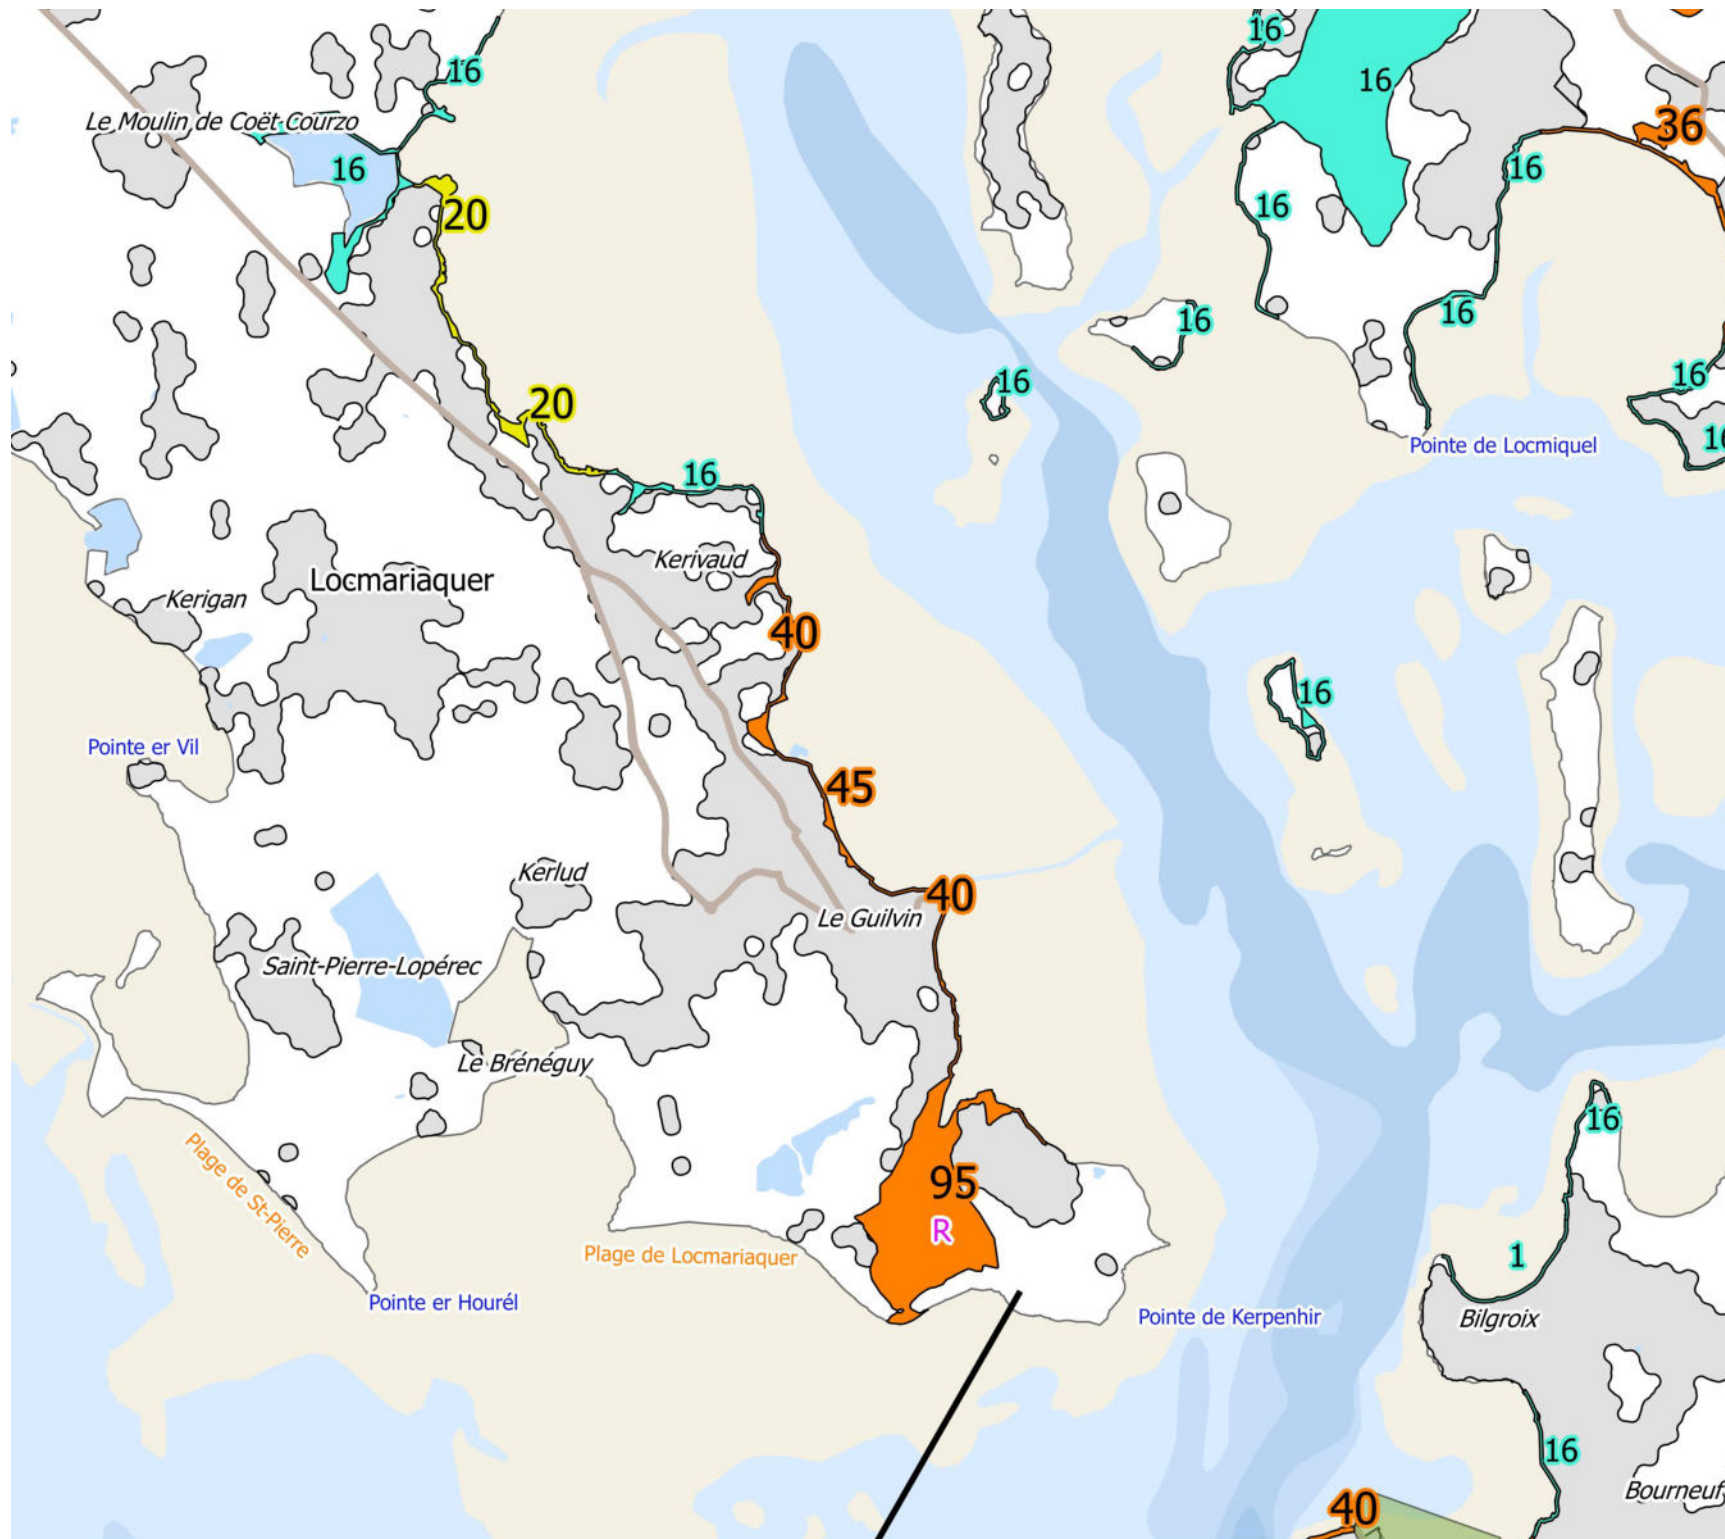 16
16
16
36
Le Moulin de Coët Courzo
16
16
20
16
16
16
16
16
20
Pointe de Locmiquel
16
16
Kerivaud
Locmariaquer
Kerigan
40
16
Pointe er Vil
45
Kerlud
40
Le Guilvin
Saint-Pierre-Lopérec
Le Brénéguy
16
Plage de St-Pierre
95
R
Plage de Locmariaquer
1
Pointe er Hourél
Pointe de Kerpenhir
Bilgroix
16
Bourneuf
40